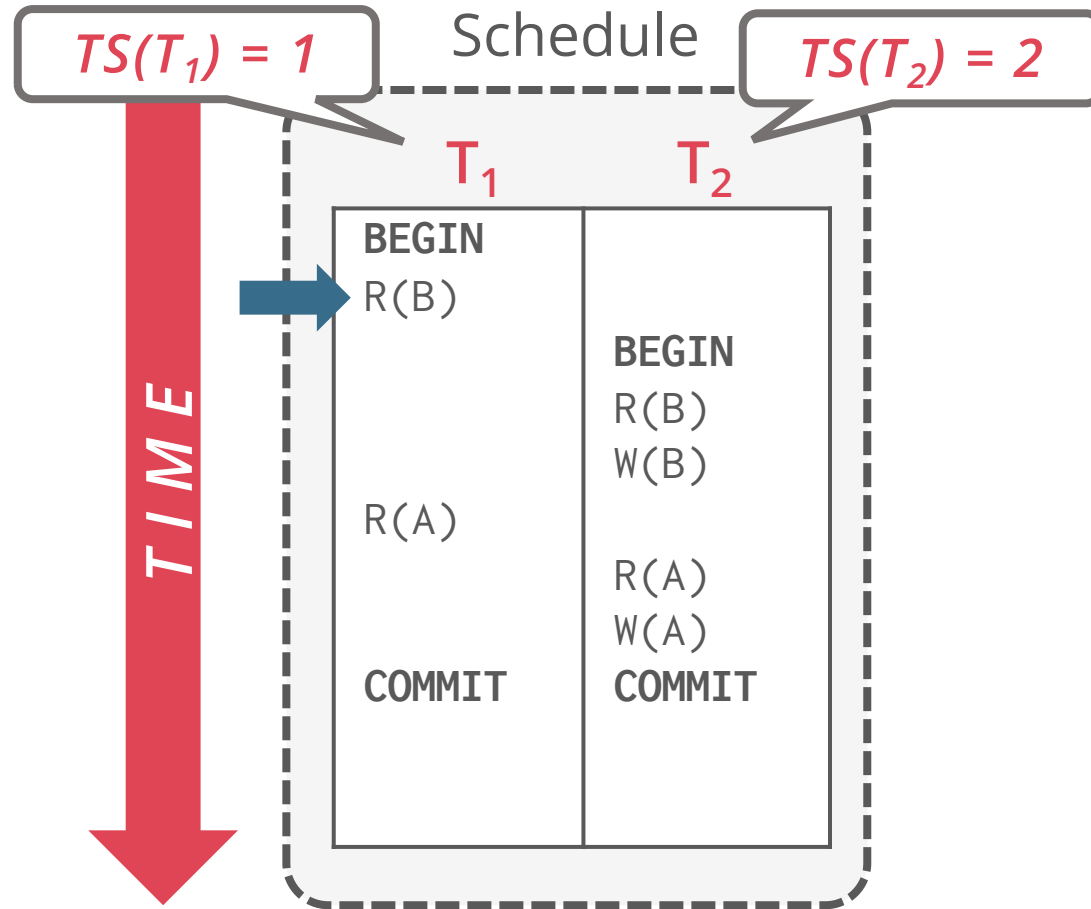 Schedule
TS(T₁) = 1
TS(T₂) = 2
T₁ T₂
BEGIN
R(B)
BEGIN
R(B)
W(B)
R(A)
R(A)
W(A)
COMMIT COMMIT
TIME